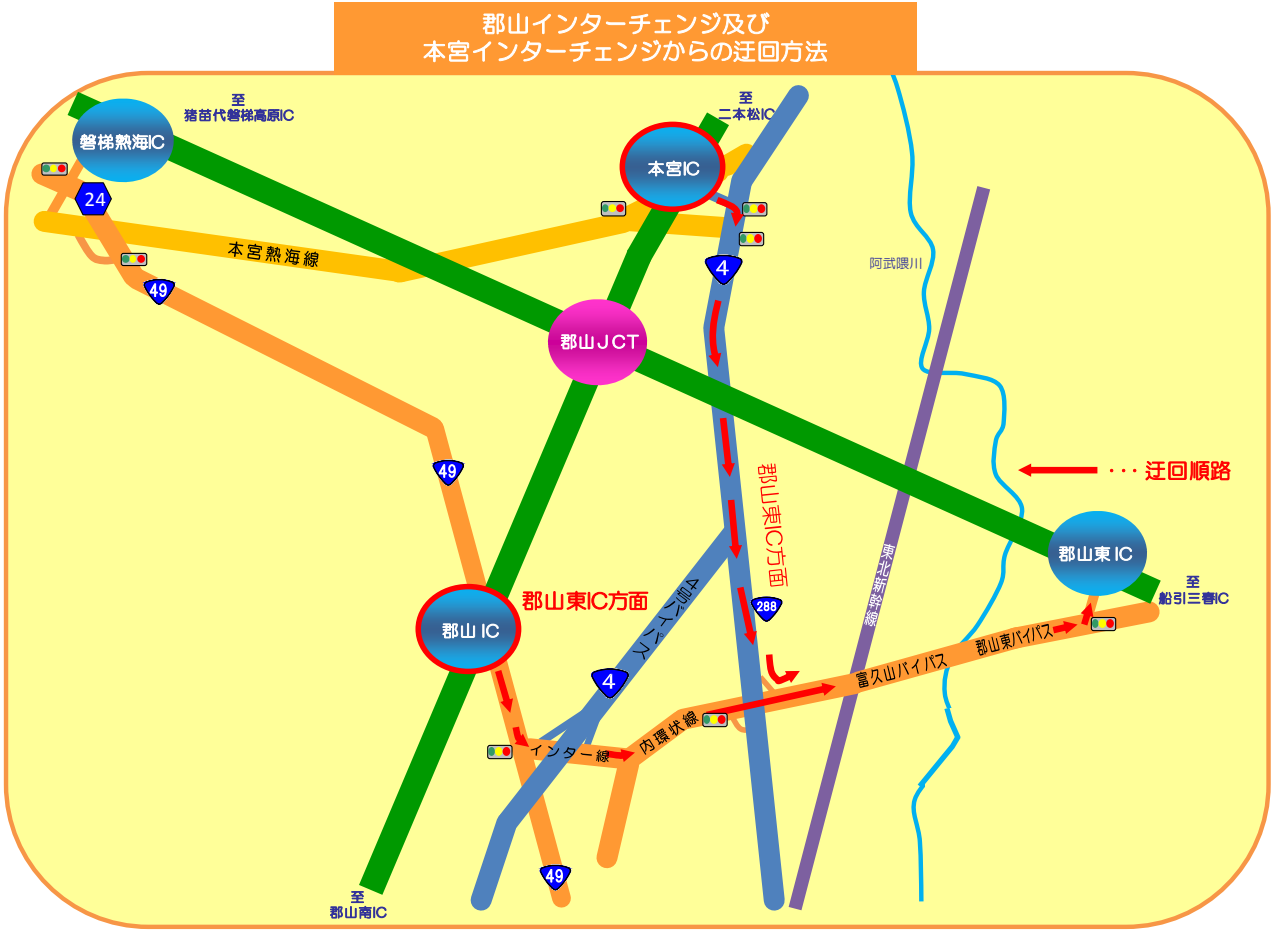 郡山インターチェンジ及び
本宮インターチェンジからの迂回方法
至
猪苗代磐梯高原IC
至
二本松IC
磐梯熱海IC
本宮IC
24
本宮熱海線
4
阿武隈川
49
郡山JCT
49
郡山東IC方面
・・・迂回順路
東北新幹線
郡山東IC
至
船引三春IC
4号バイパス
郡山東IC方面
288
郡山IC
4
郡山東バイパス
富久山バイパス
内環状線
インター線
49
至
郡山南IC